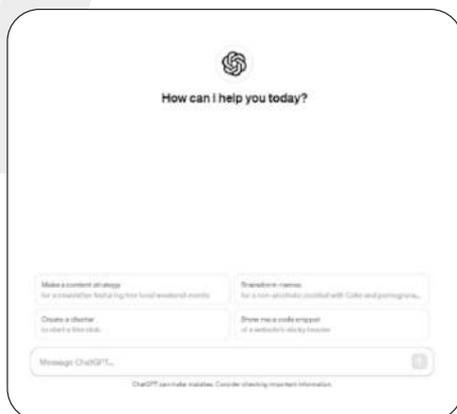 How can I help you today?
Make a content strategy
for a newsletter featuring free local weekend events
Brainstorm names
for a non-alcoholic cocktail with Coke and pomegrana...
Create a charter
to start a film club
Show me a code snippet
of a website's sticky header
Message ChatGPT...
ChatGPT can make mistakes. Consider checking important information.